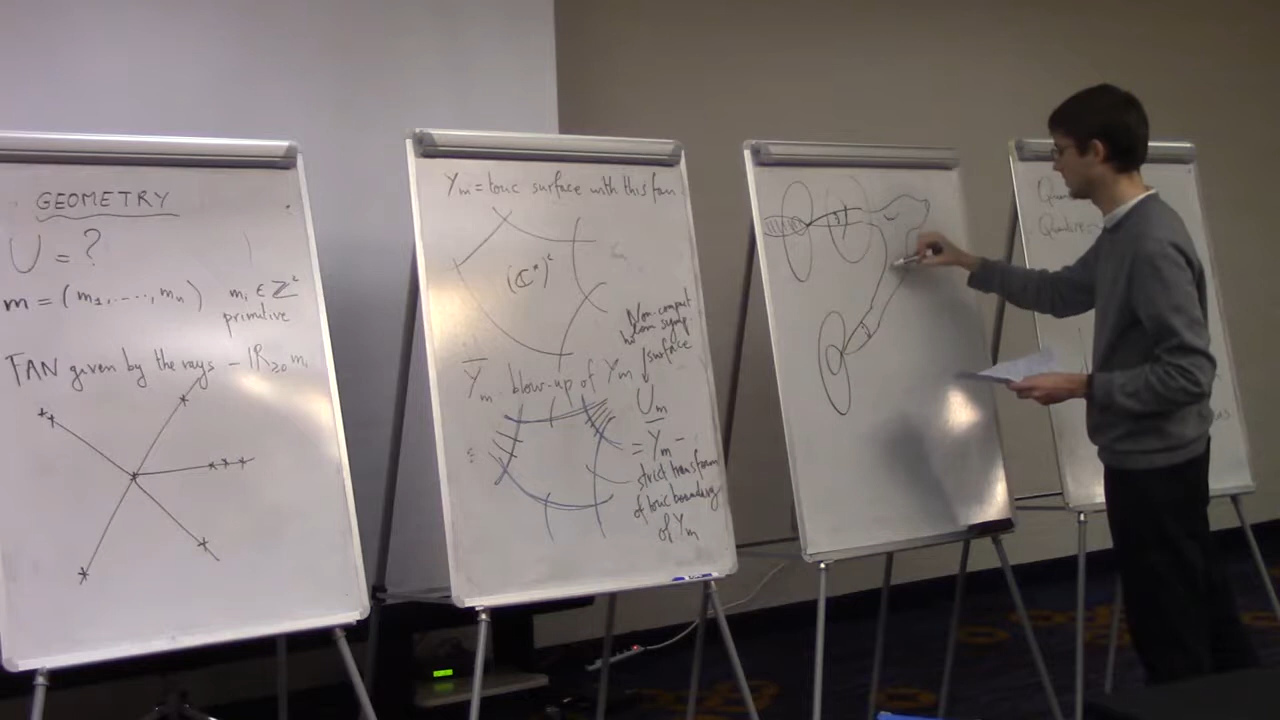 GEOMETRY
U = ?
m = (m₁, ...., mₙ) mᵢ ∈ ℤ²
primitive
FAN given by the rays − ℝ≥0 mᵢ
Yₘ = toric surface with this fan
(ℂ*)²
Non-compact
holom symp.
surface
Ȳₘ blow-up of Yₘ
Uₘ
= Ȳₘ −
strict transform
of toric boundary
of Yₘ